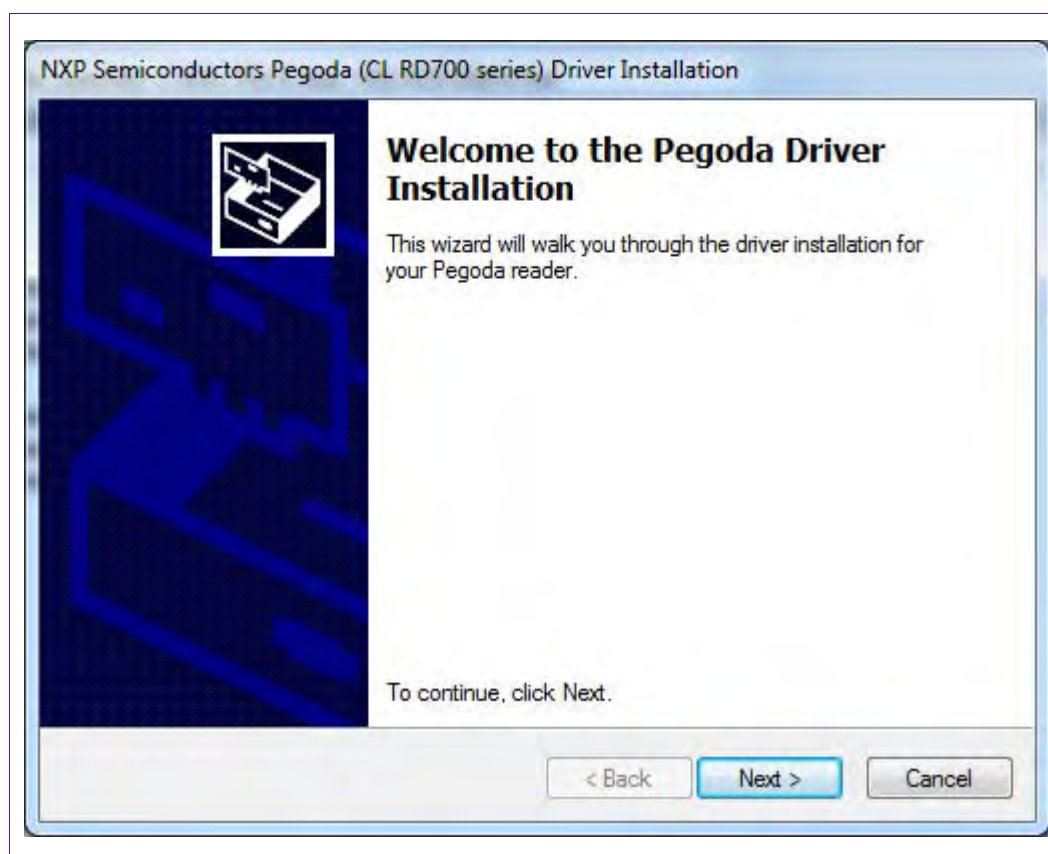 NXP Semiconductors Pegoda (CL RD700 series) Driver Installation
Welcome to the Pegoda Driver
Installation
This wizard will walk you through the driver installation for
your Pegoda reader.
To continue, click Next.
< Back
Next >
Cancel